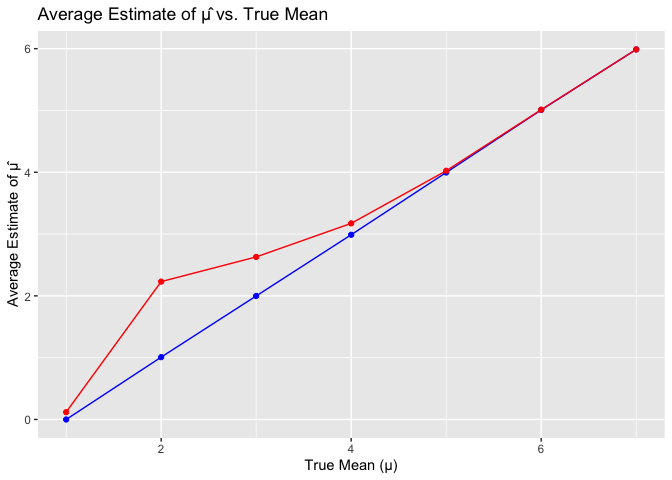 Average Estimate of μ̂ vs. True Mean
Average Estimate of μ̂
6
4
2
0
2
4
6
True Mean (μ)